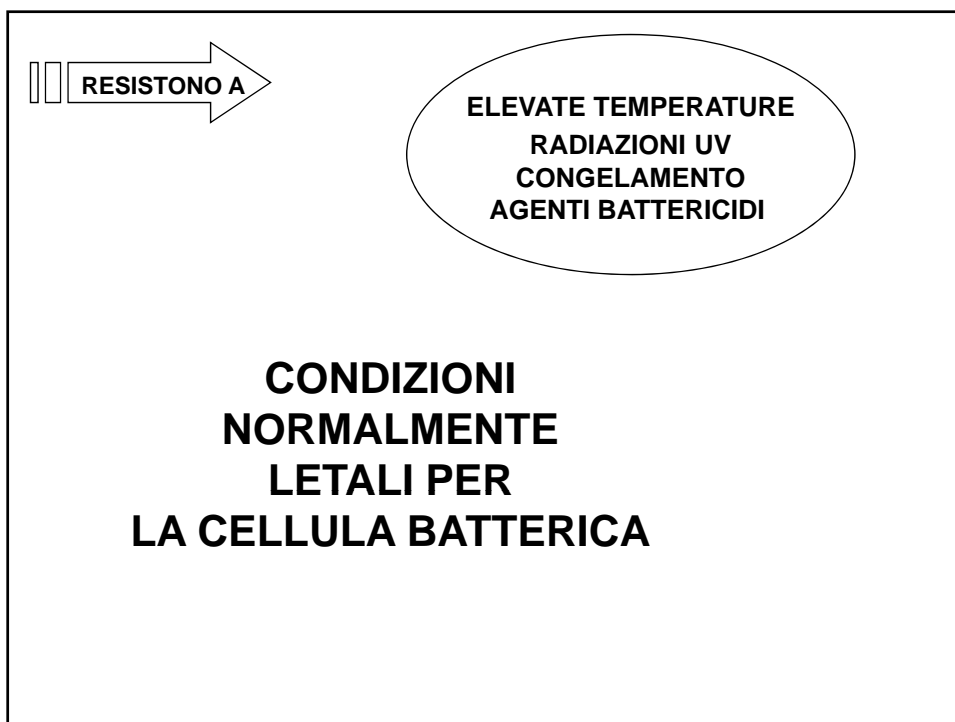 RESISTONO A
ELEVATE TEMPERATURE
RADIAZIONI UV
CONGELAMENTO
AGENTI BATTERICIDI
CONDIZIONI
NORMALMENTE
LETALI PER
LA CELLULA BATTERICA